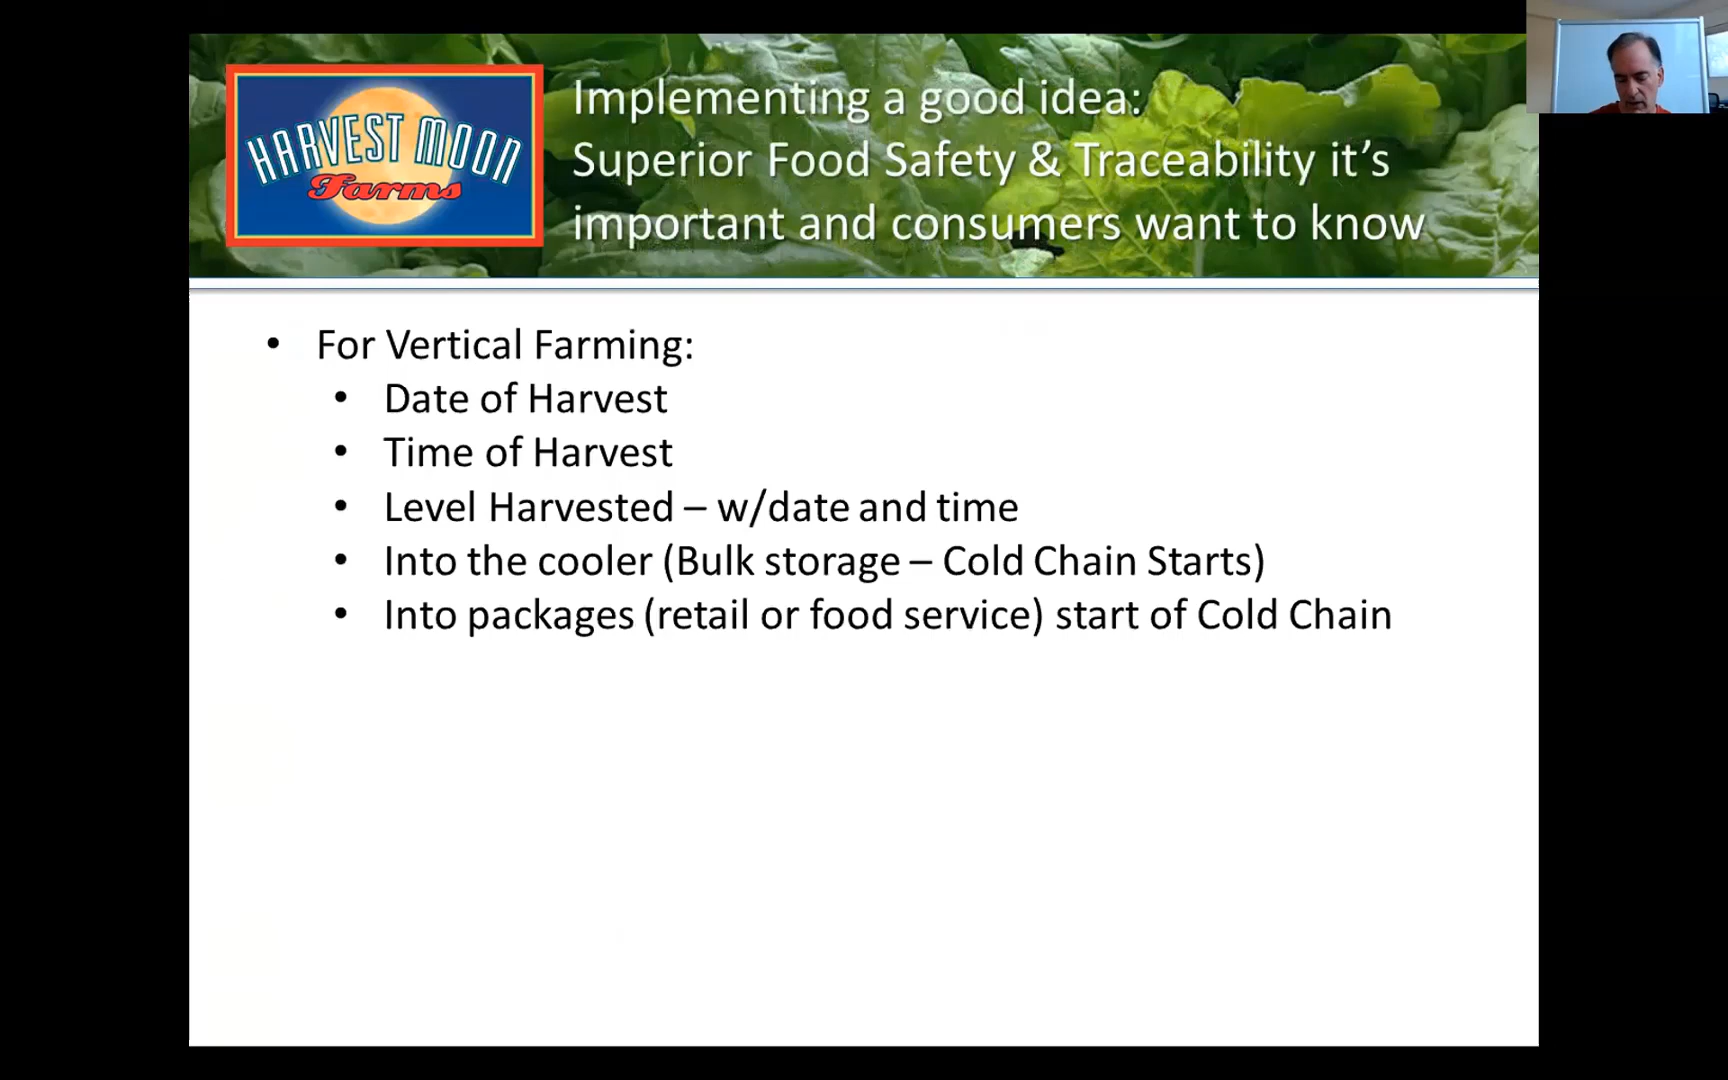 HARVEST MOON
Farms
Implementing a good idea:
Superior Food Safety & Traceability it’s
important and consumers want to know
• For Vertical Farming:
• Date of Harvest
• Time of Harvest
• Level Harvested – w/date and time
• Into the cooler (Bulk storage – Cold Chain Starts)
• Into packages (retail or food service) start of Cold Chain